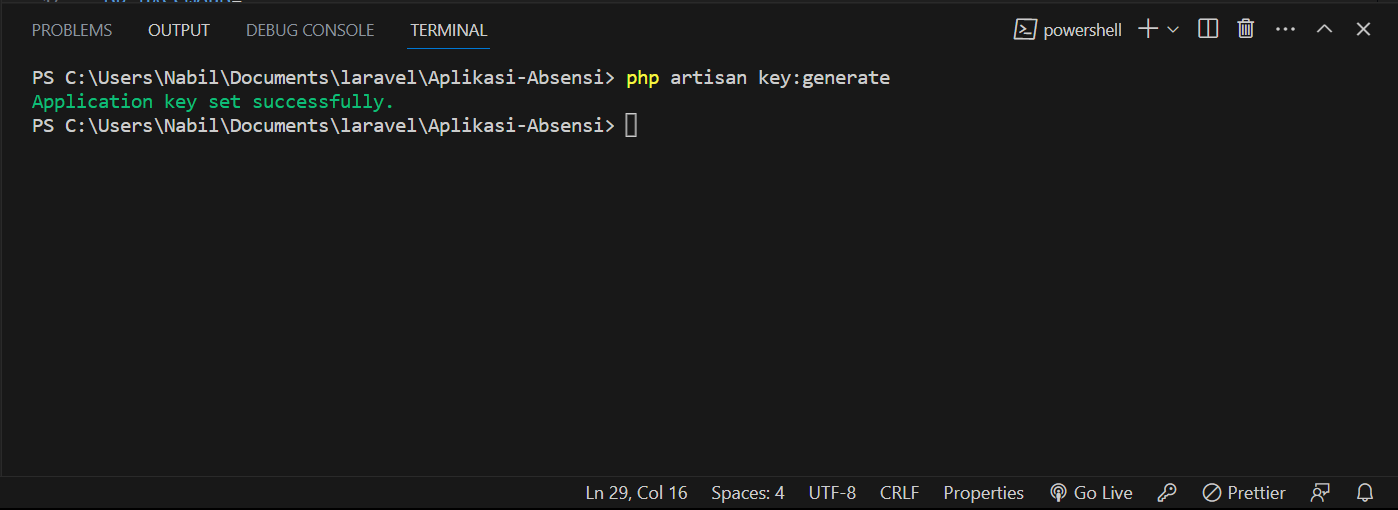 PROBLEMS OUTPUT DEBUG CONSOLE TERMINAL powershell
PS C:\Users\Nabil\Documents\laravel\Aplikasi-Absensi> php artisan key:generate
Application key set successfully.
PS C:\Users\Nabil\Documents\laravel\Aplikasi-Absensi>
Ln 29, Col 16 Spaces: 4 UTF-8 CRLF Properties Go Live Prettier